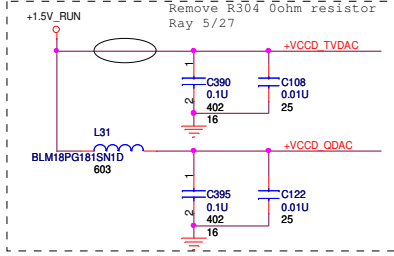 Remove R304 0ohm resistor
Ray 5/27
+1.5V_RUN
+VCCD_TVDAC
1
2
C390
0.1U
402
16
C108
0.01U
25
L31
BLM18PG181SN1D
603
+VCCD_QDAC
1
2
C395
0.1U
402
16
C122
0.01U
25